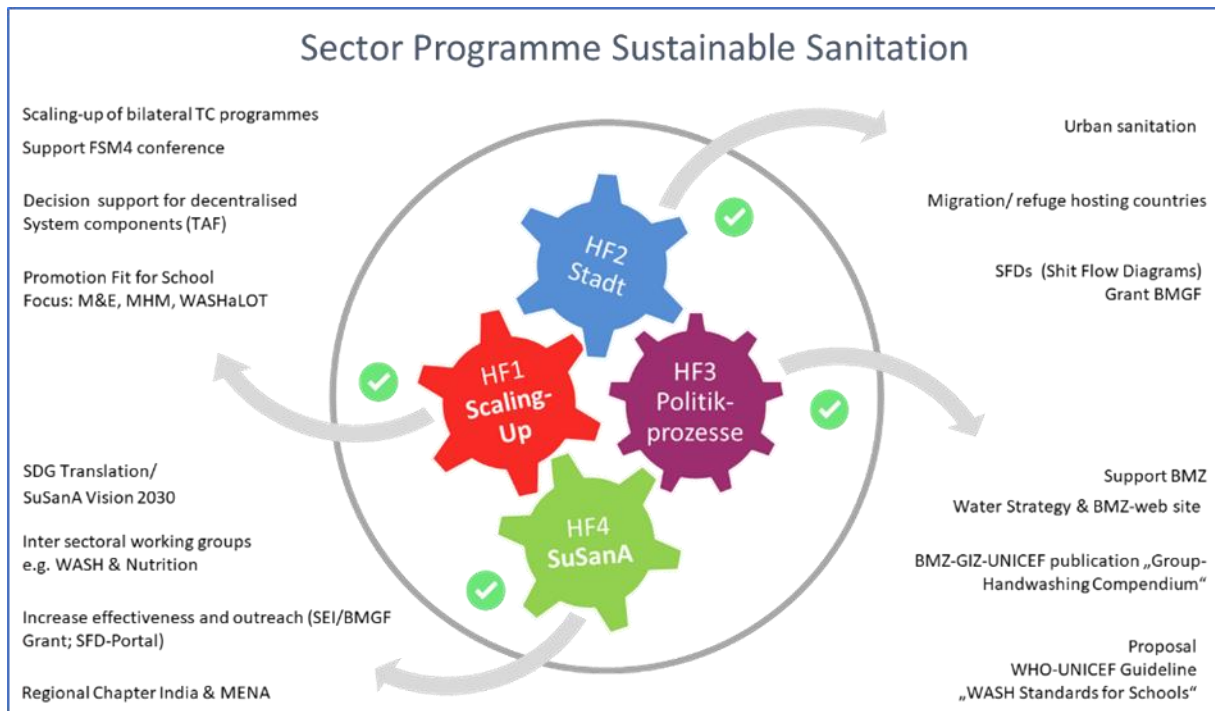 Sector Programme Sustainable Sanitation
Scaling-up of bilateral TC programmes
Support FSM4 conference
Decision support for decentralised
System components (TAF)
Promotion Fit for School
Focus: M&E, MHM, WASHaLOT
Urban sanitation
Migration/ refuge hosting countries
SFDs (Shit Flow Diagrams)
Grant BMGF
HF2
Stadt
HF1
Scaling-
Up
HF3
Politik-
prozesse
HF4
SuSanA
SDG Translation/
SuSanA Vision 2030
Inter sectoral working groups
e.g. WASH & Nutrition
Increase effectiveness and outreach (SEI/BMGF
Grant; SFD-Portal)
Regional Chapter India & MENA
Support BMZ
Water Strategy & BMZ-web site
BMZ-GIZ-UNICEF publication „Group-
Handwashing Compendium“
Proposal
WHO-UNICEF Guideline
„WASH Standards for Schools“